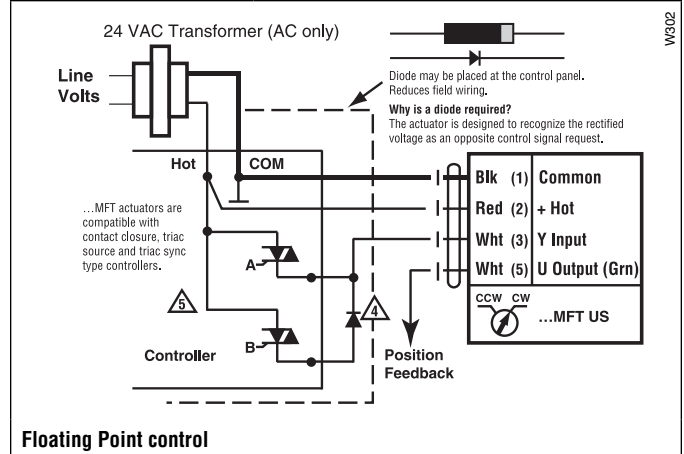 W302
24 VAC Transformer (AC only)
Line
Volts
Diode may be placed at the control panel.
Reduces field wiring.
Why is a diode required?
The actuator is designed to recognize the rectified
voltage as an opposite control signal request.
Hot
COM
Blk (1) Common
Red (2) + Hot
Wht (3) Y Input
Wht (5) U Output (Grn)
...MFT actuators are
compatible with
contact closure, triac
source and triac sync
type controllers.
A
5
4
B
CCW CW
...MFT US
Controller
Position
Feedback
Floating Point control